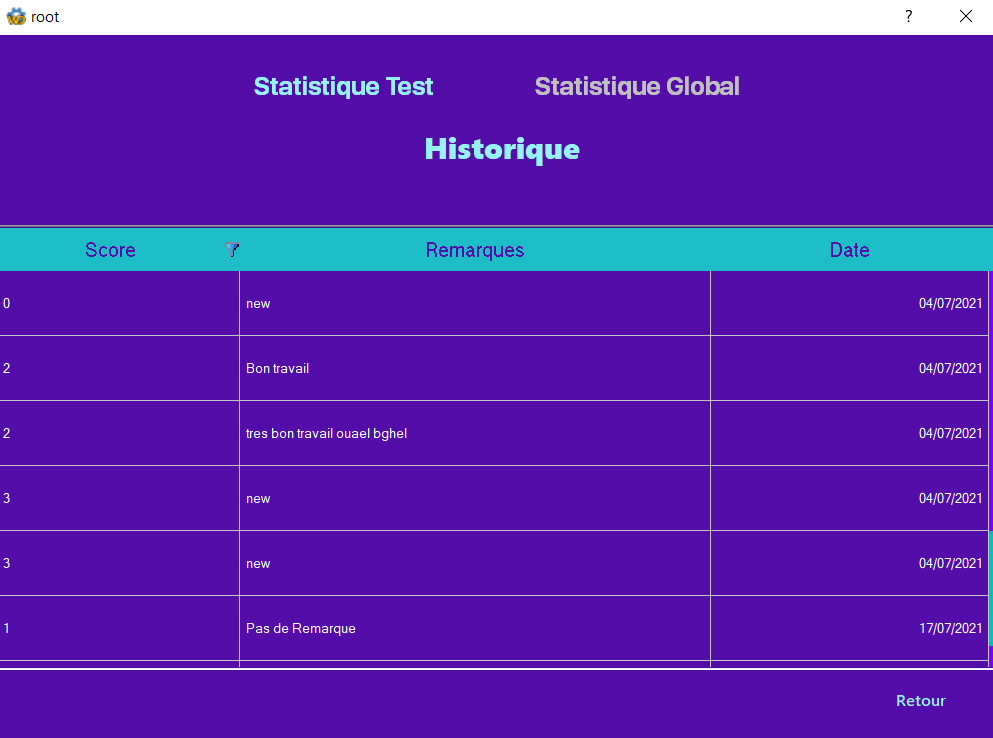 root ?
Statistique Test Statistique Global
Historique
Score Remarques Date
0 new 04/07/2021
2 Bon travail 04/07/2021
2 tres bon travail ouael bghel 04/07/2021
3 new 04/07/2021
3 new 04/07/2021
1 Pas de Remarque 17/07/2021
Retour